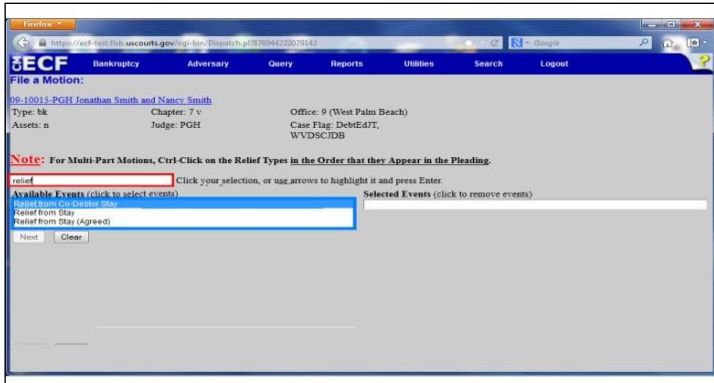 Firefox
https://ecf-test.flsb.uscourts.gov/cgi-bin/Dispatch.pl?876944222079142
Google
ECF Bankruptcy Adversary Query Reports Utilities Search Logout ?
File a Motion:
09-10015-PGH Jonathan Smith and Nancy Smith
Type: bk Chapter: 7 v Office: 9 (West Palm Beach)
Assets: n Judge: PGH Case Flag: DebtEdJT,
WVDSCJDB
Note: For Multi-Part Motions, Ctrl-Click on the Relief Types in the Order that they Appear in the Pleading.
relief Click your selection, or use arrows to highlight it and press Enter.
Available Events (click to select events) Selected Events (click to remove events)
Relief from Co-Debtor Stay
Relief from Stay
Relief from Stay (Agreed)
Next Clear